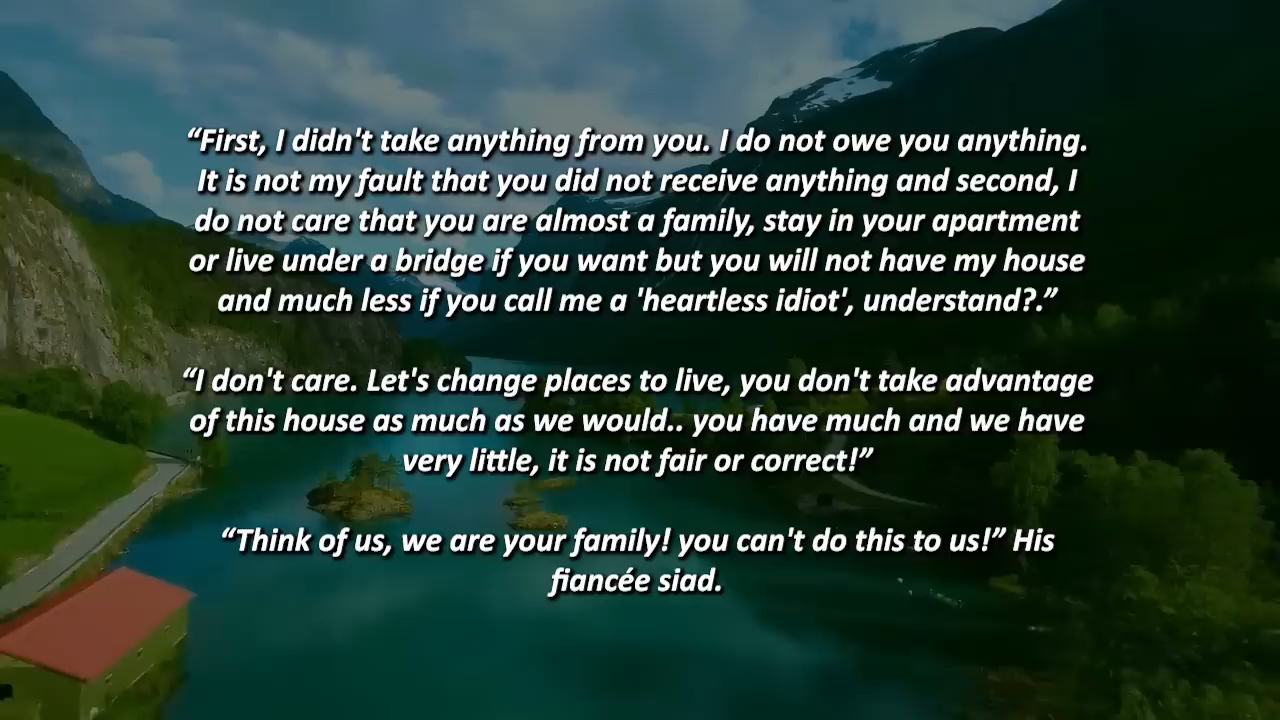 “First, I didn't take anything from you. I do not owe you anything.
It is not my fault that you did not receive anything and second, I
do not care that you are almost a family, stay in your apartment
or live under a bridge if you want but you will not have my house
and much less if you call me a 'heartless idiot', understand?.”
“I don't care. Let's change places to live, you don't take advantage
of this house as much as we would.. you have much and we have
very little, it is not fair or correct!”
“Think of us, we are your family! you can't do this to us!” His
fiancée siad.